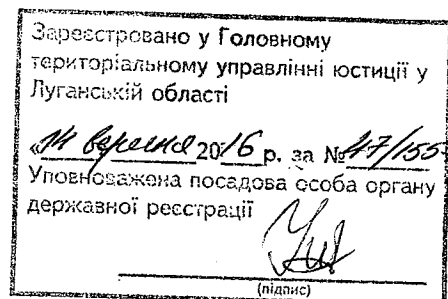 Зареєстровано у Головному
територіальному управлінні юстиції у
Луганській області
«14 вересня 2016 р. за № 47/155
Уповноважена посадова особа органу
державної реєстрації
(підпис)